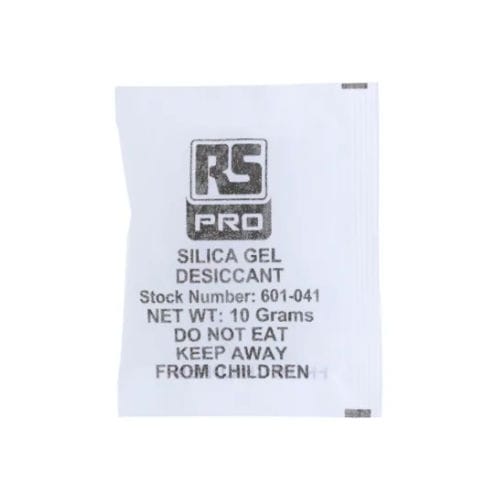 RS
PRO
SILICA GEL
DESICCANT
Stock Number: 601-041
NET WT: 10 Grams
DO NOT EAT
KEEP AWAY
FROM CHILDREN